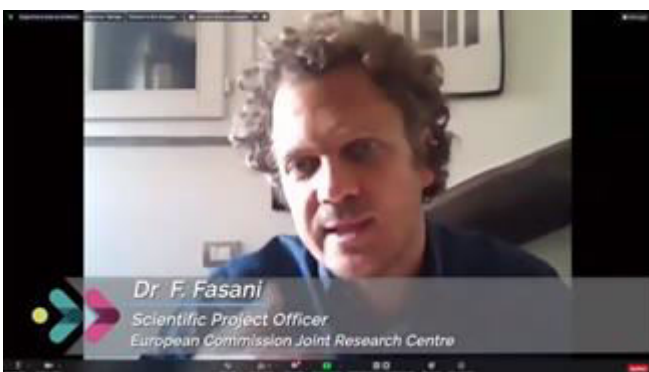 Dr F. Fasani
Scientific Project Officer
European Commission Joint Research Centre